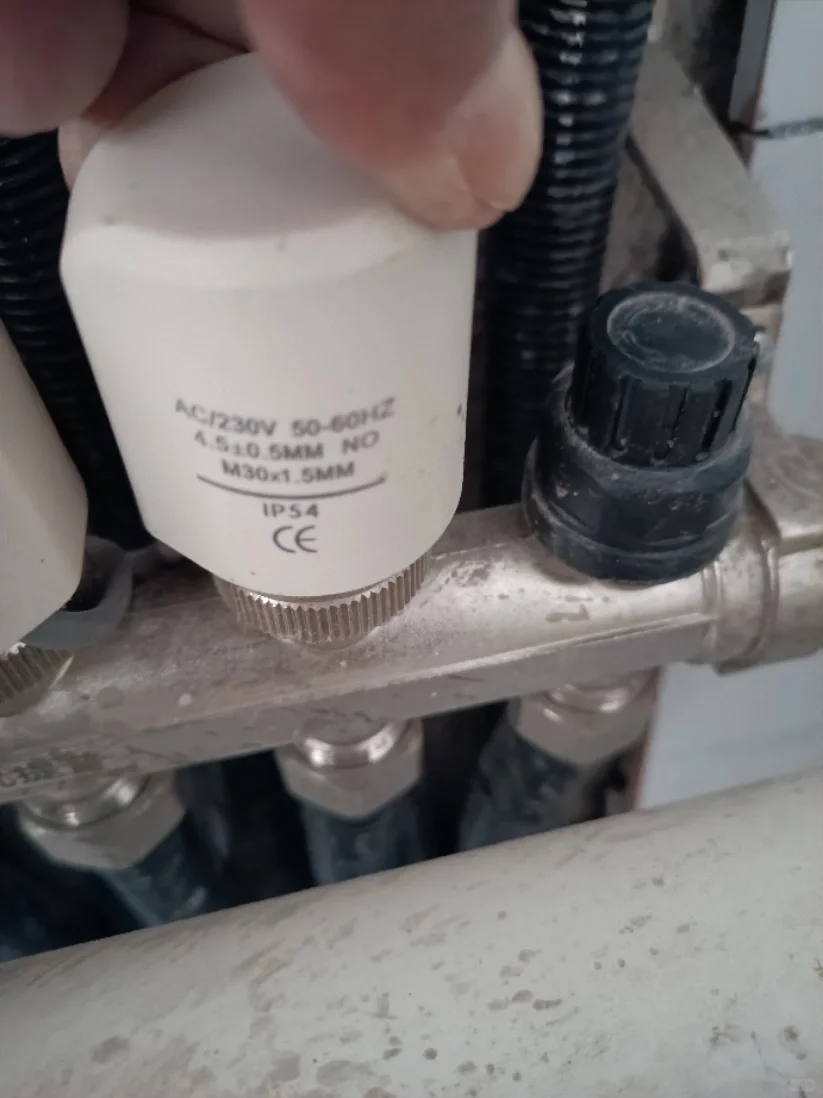 AC/230V 50-60HZ
4.5±0.5MM NO
M30x1.5MM
IP54
CE